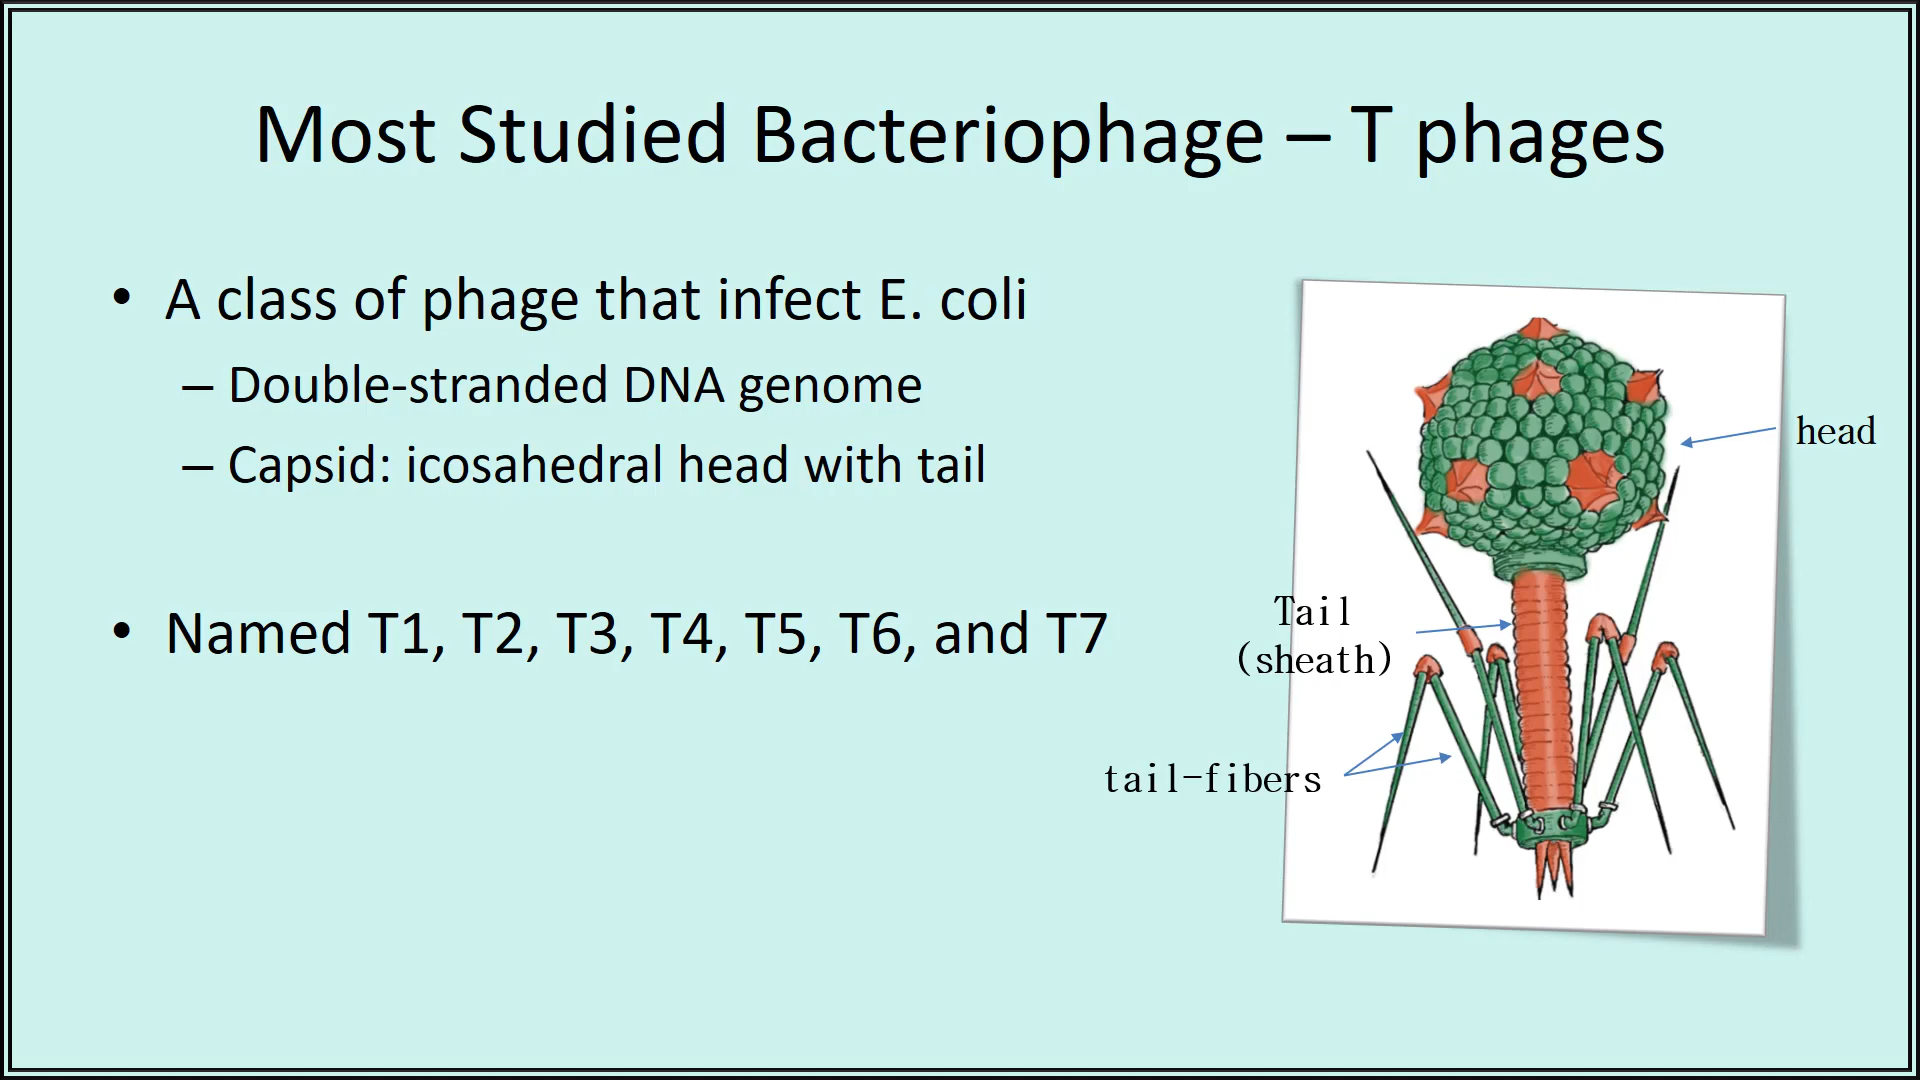 Most Studied Bacteriophage – T phages
• A class of phage that infect E. coli
– Double-stranded DNA genome
– Capsid: icosahedral head with tail
• Named T1, T2, T3, T4, T5, T6, and T7
head
Tail
(sheath)
tail-fibers